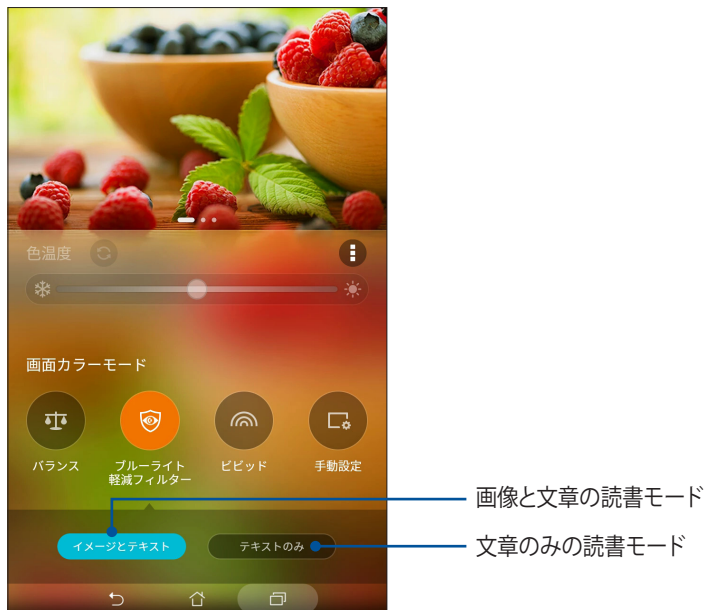 色温度
画面カラーモード
バランス
ブルーライト
軽減フィルター
ビビッド
手動設定
イメージとテキスト
テキストのみ
画像と文章の読書モード
文章のみの読書モード